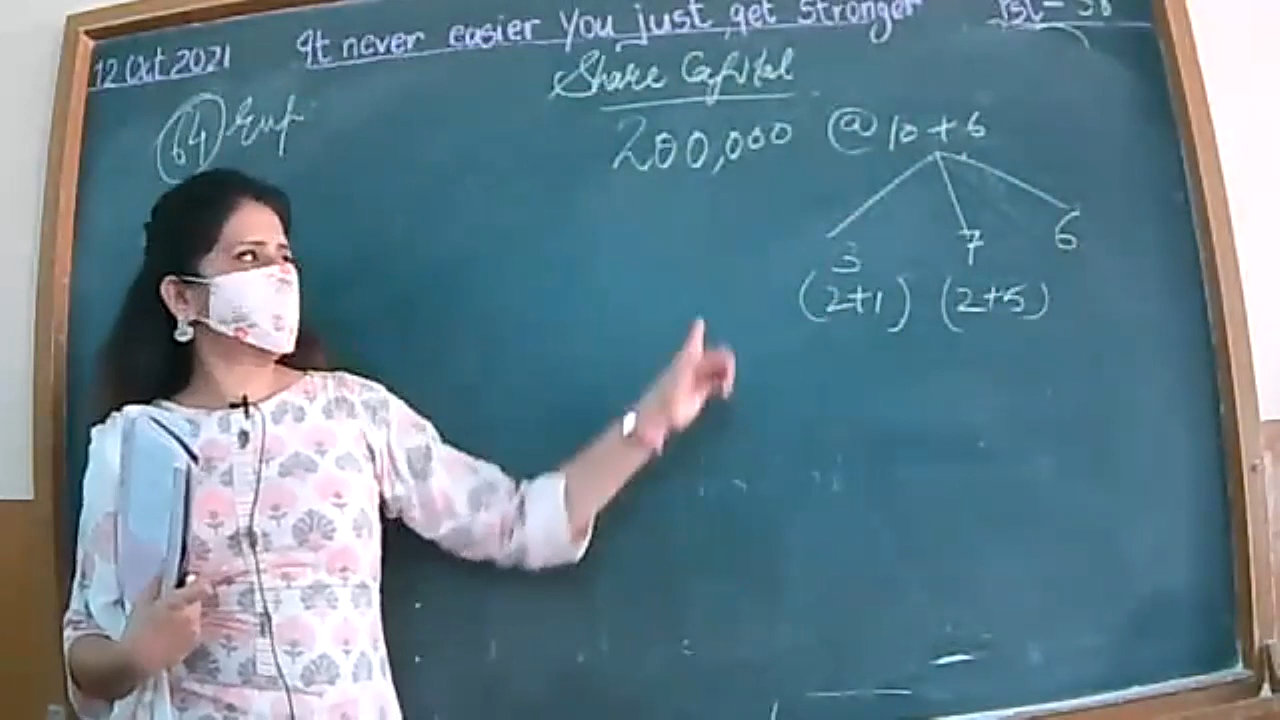 12 Oct 2021 It never easier You just get stronger
Share Capital
64
200,000 @ 10 + 6
3 7 6
(2+1) (2+5)